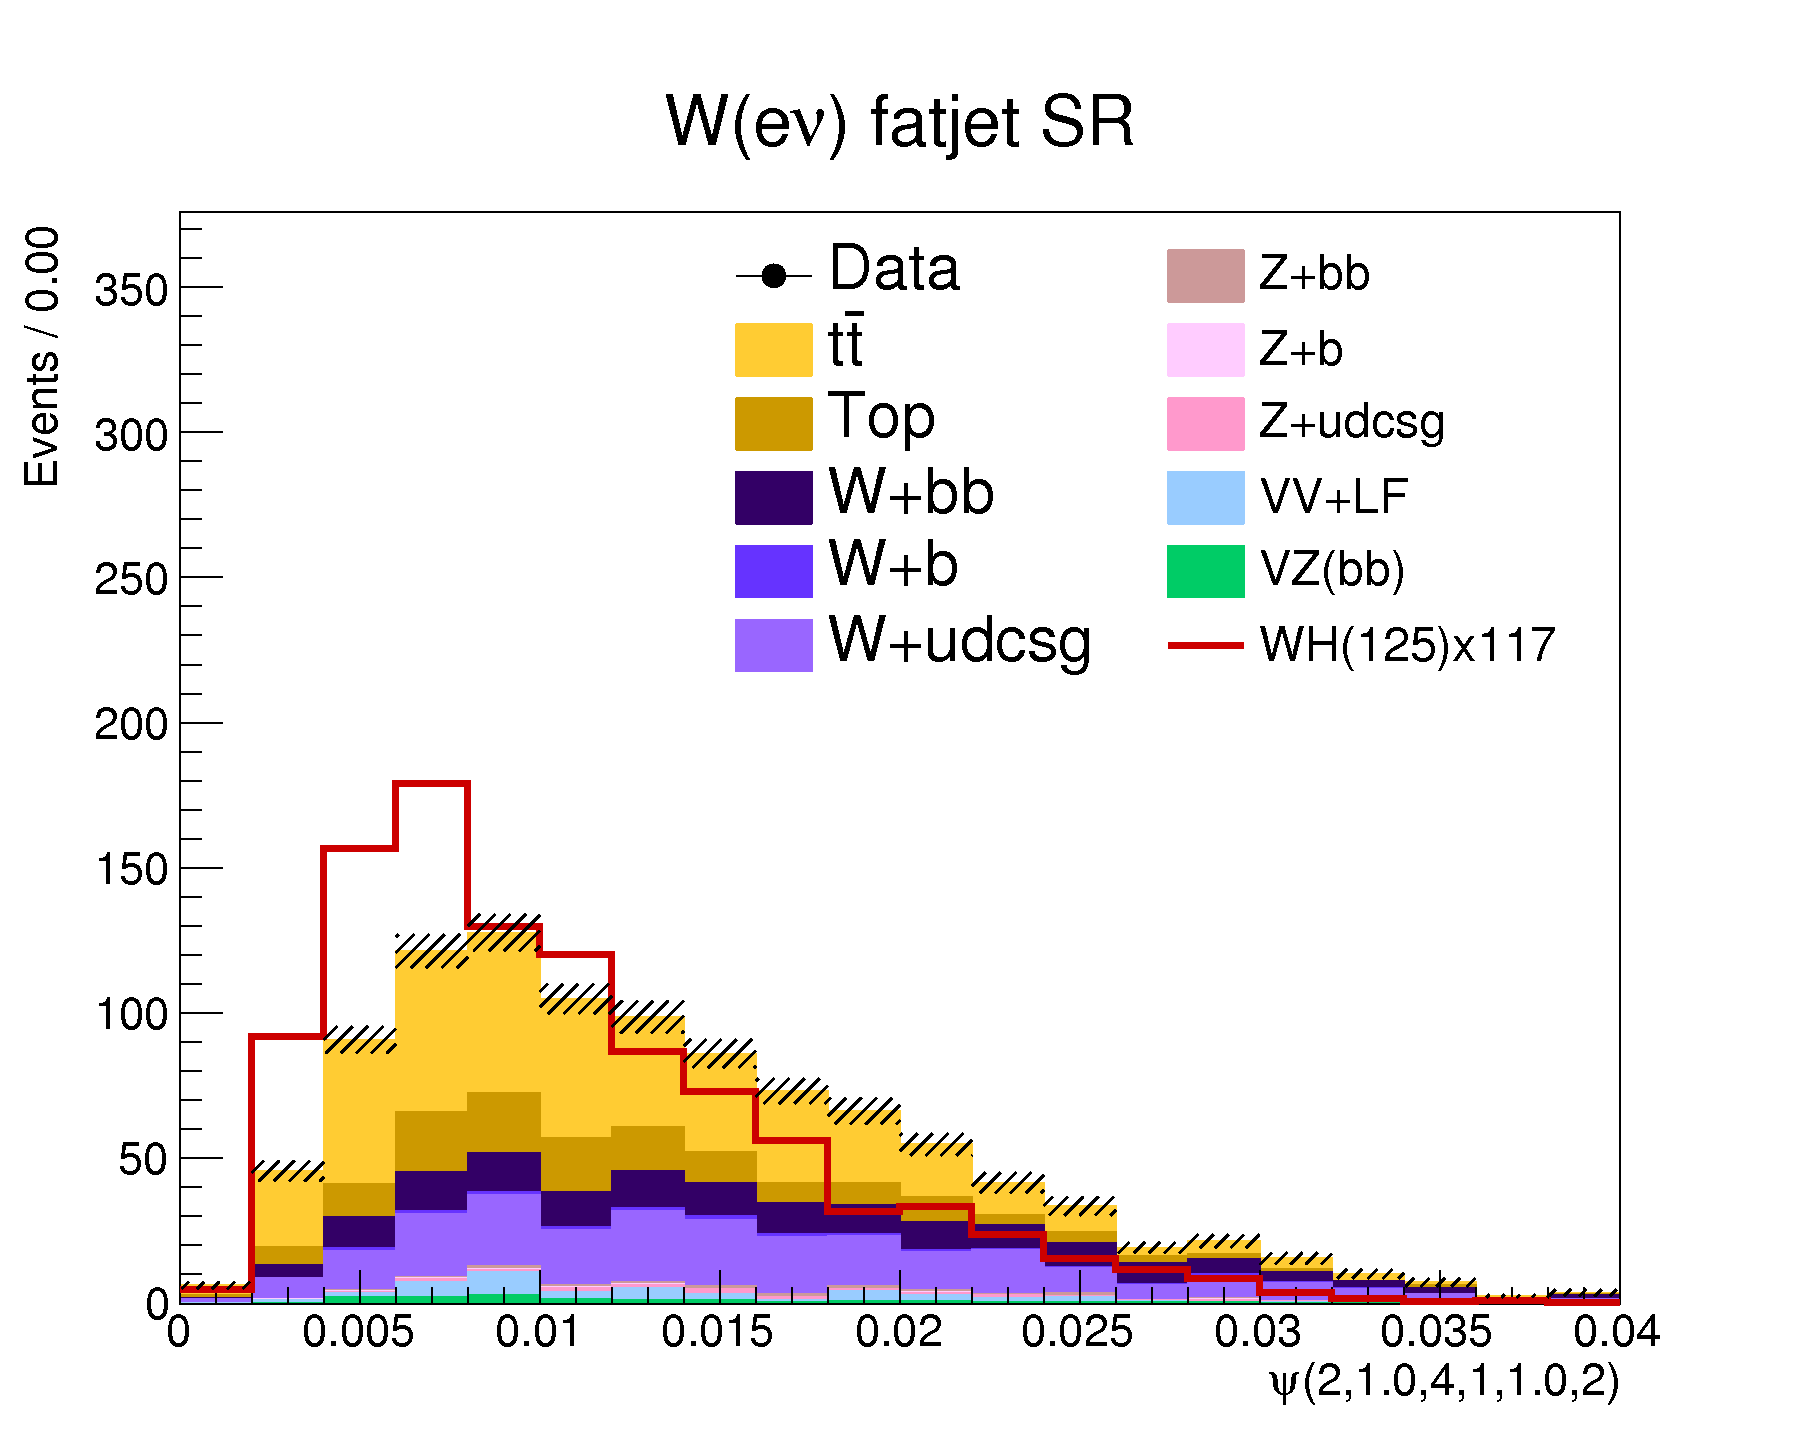 W(eν) fatjet SR
Events / 0.00
350
300
250
200
150
100
50
0
Data
tt̄
Top
W+bb
W+b
W+udcsg
Z+bb
Z+b
Z+udcsg
VV+LF
VZ(bb)
WH(125)x117
0 0.005 0.01 0.015 0.02 0.025 0.03 0.035 0.04
ψ(2,1.0,4,1,1.0,2)